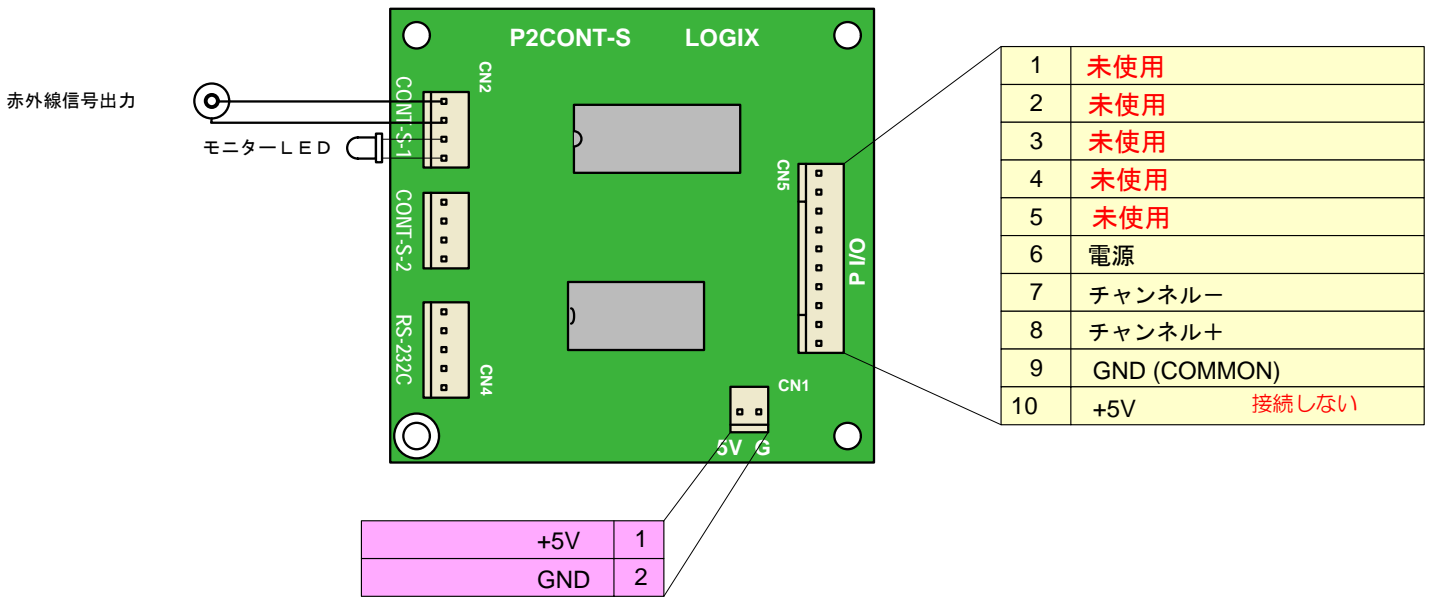 P2CONT-S LOGIX
赤外線信号出力
モニターＬＥＤ
CN2
CONT-S-1
CONT-S-2
RS-232C
CN4
CN5
P I/O
CN1
5V G
1 未使用
2 未使用
3 未使用
4 未使用
5 未使用
6 電源
7 チャンネル－
8 チャンネル＋
9 GND (COMMON)
10 +5V 接続しない
+5V 1
GND 2